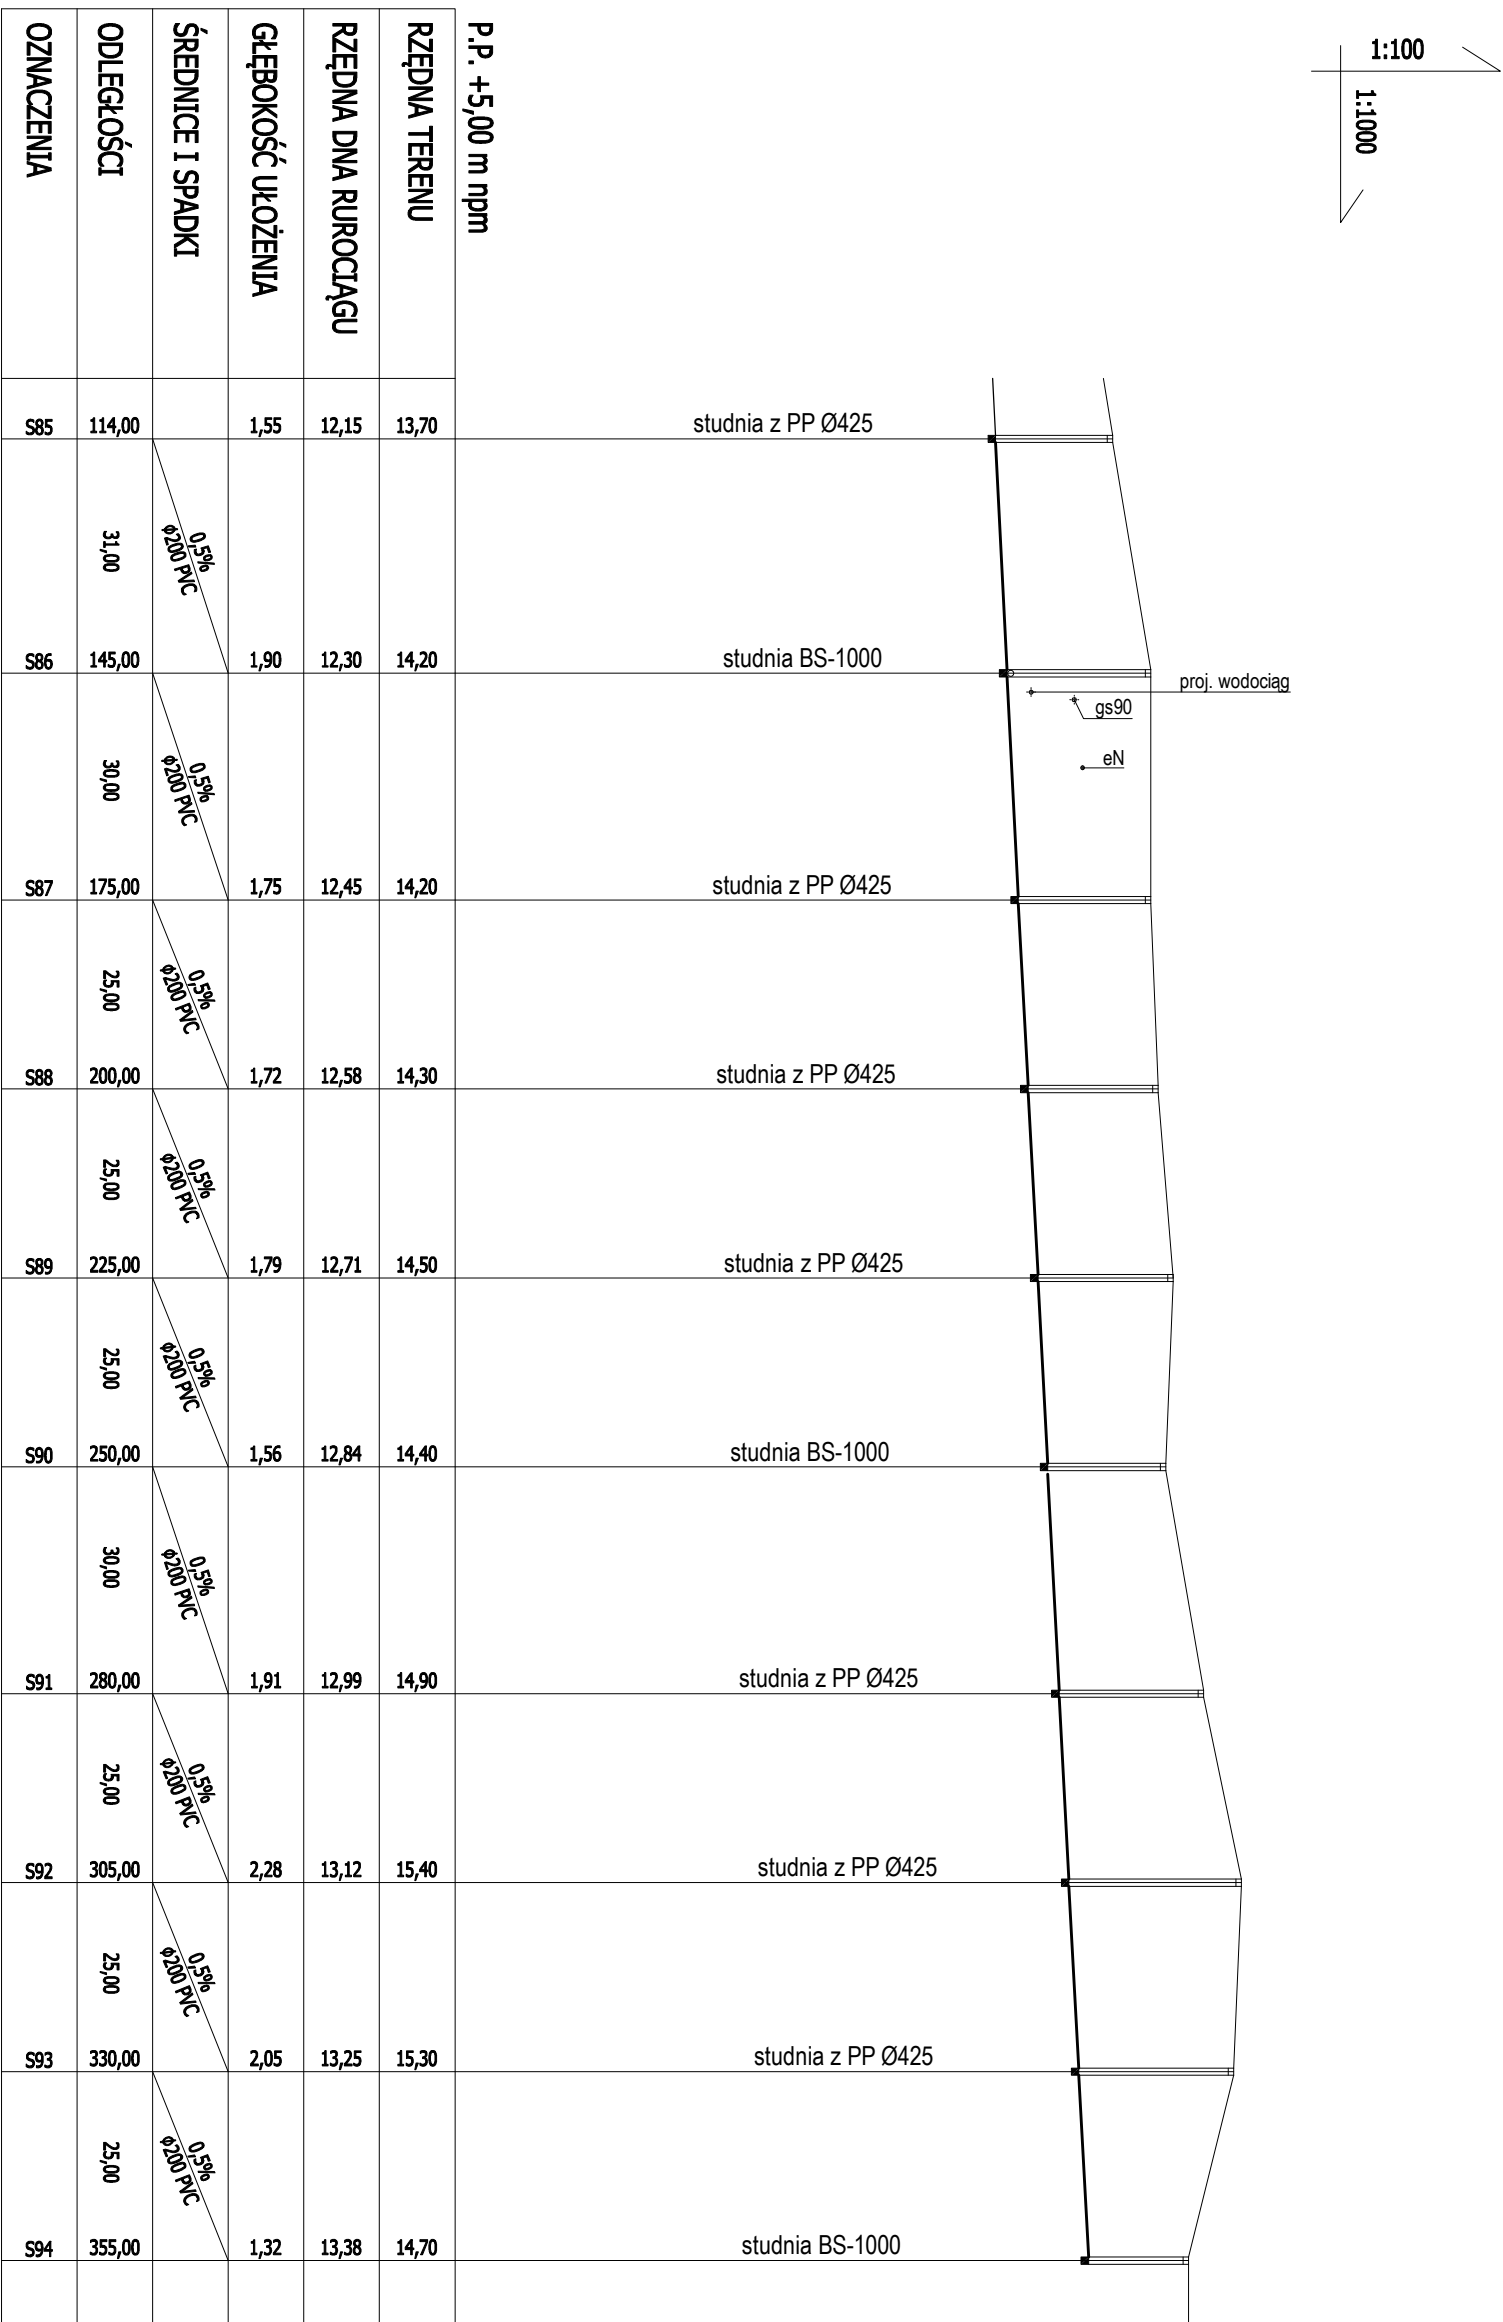 1:100
1:1000
studnia z PP Ø425
studnia BS-1000
studnia z PP Ø425
studnia z PP Ø425
studnia z PP Ø425
studnia BS-1000
studnia z PP Ø425
studnia z PP Ø425
studnia z PP Ø425
studnia BS-1000
proj. wodociąg
gs90
eN
P.P. +5,00 m npm
RZĘDNA TERENU
13,70
14,20
14,20
14,30
14,50
14,40
14,90
15,40
15,30
14,70
RZĘDNA DNA RUROCIĄGU
12,15
12,30
12,45
12,58
12,71
12,84
12,99
13,12
13,25
13,38
GŁĘBOKOŚĆ UŁOŻENIA
1,55
1,90
1,75
1,72
1,79
1,56
1,91
2,28
2,05
1,32
ŚREDNICE I SPADKI
0,5%
ϕ200 PVC
0,5%
ϕ200 PVC
0,5%
ϕ200 PVC
0,5%
ϕ200 PVC
0,5%
ϕ200 PVC
0,5%
ϕ200 PVC
0,5%
ϕ200 PVC
0,5%
ϕ200 PVC
0,5%
ϕ200 PVC
ODLEGŁOŚCI
114,00
31,00
145,00
30,00
175,00
25,00
200,00
25,00
225,00
25,00
250,00
30,00
280,00
25,00
305,00
25,00
330,00
25,00
355,00
OZNACZENIA
S85
S86
S87
S88
S89
S90
S91
S92
S93
S94